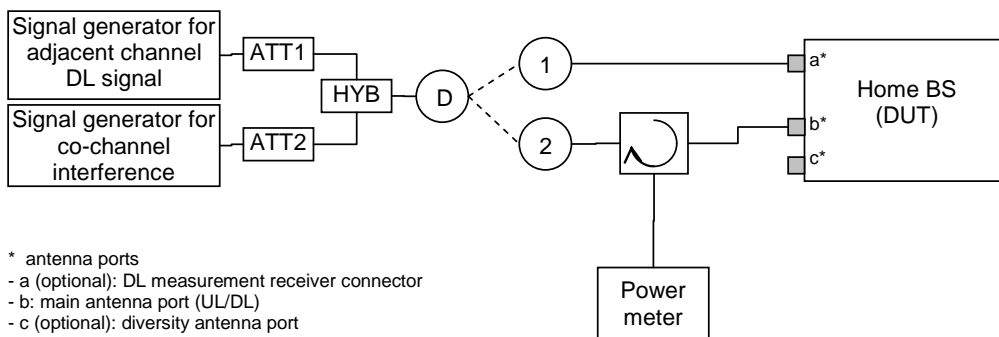 Signal generator for
adjacent channel
DL signal
ATT1
Signal generator for
co-channel
interference
ATT2
HYB
D
1
2
a*
b*
c*
Home BS
(DUT)
Power
meter
* antenna ports
- a (optional): DL measurement receiver connector
- b: main antenna port (UL/DL)
- c (optional): diversity antenna port